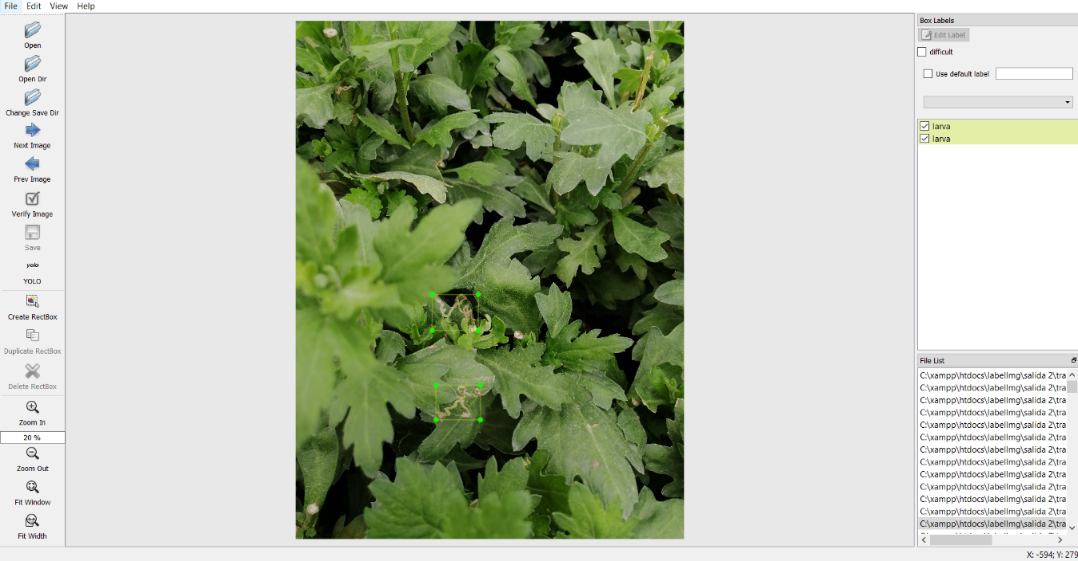 File Edit View Help
Open
Open Dir
Change Save Dir
Next Image
Prev Image
Verify Image
Save
yolo
YOLO
Create RectBox
Duplicate RectBox
Delete RectBox
Zoom In
20 %
Zoom Out
Fit Window
Fit Width
Box Labels
Edit Label
difficult
Use default label
larva
larva
File List
C:\xampp\htdocs\labelImg\salida 2\tra
C:\xampp\htdocs\labelImg\salida 2\tra
C:\xampp\htdocs\labelImg\salida 2\tra
C:\xampp\htdocs\labelImg\salida 2\tra
C:\xampp\htdocs\labelImg\salida 2\tra
C:\xampp\htdocs\labelImg\salida 2\tra
C:\xampp\htdocs\labelImg\salida 2\tra
C:\xampp\htdocs\labelImg\salida 2\tra
C:\xampp\htdocs\labelImg\salida 2\tra
C:\xampp\htdocs\labelImg\salida 2\tra
C:\xampp\htdocs\labelImg\salida 2\tra
C:\xampp\htdocs\labelImg\salida 2\tra
C:\xampp\htdocs\labelImg\salida 2\tra
X: -594; Y: 279